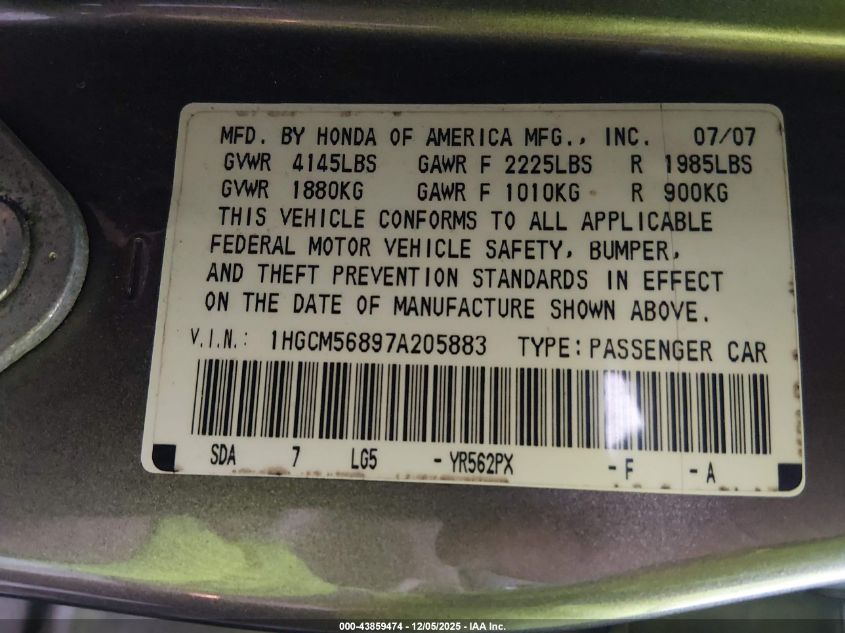 MFD. BY HONDA OF AMERICA MFG., INC. 07/07
GVWR 4145LBS GAWR F 2225LBS R 1985LBS
GVWR 1880KG GAWR F 1010KG R 900KG
THIS VEHICLE CONFORMS TO ALL APPLICABLE
FEDERAL MOTOR VEHICLE SAFETY, BUMPER,
AND THEFT PREVENTION STANDARDS IN EFFECT
ON THE DATE OF MANUFACTURE SHOWN ABOVE.
V.I.N.: 1HGCM56897A205883 TYPE: PASSENGER CAR
SDA 7 LG5 - YR562PX - F - A
000-43859474 - 12/05/2025 - IAA Inc.